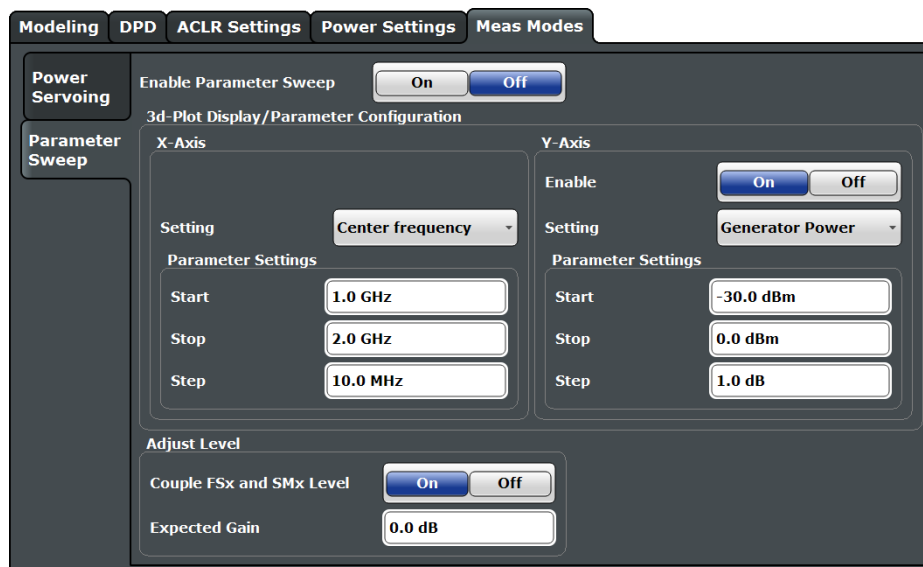 Modeling DPD ACLR Settings Power Settings Meas Modes
Power Servoing
Parameter Sweep
Enable Parameter Sweep On Off
3d-Plot Display/Parameter Configuration
X-Axis
Setting Center frequency
Parameter Settings
Start 1.0 GHz
Stop 2.0 GHz
Step 10.0 MHz
Y-Axis
Enable On Off
Setting Generator Power
Parameter Settings
Start -30.0 dBm
Stop 0.0 dBm
Step 1.0 dB
Adjust Level
Couple FSx and SMx Level On Off
Expected Gain 0.0 dB